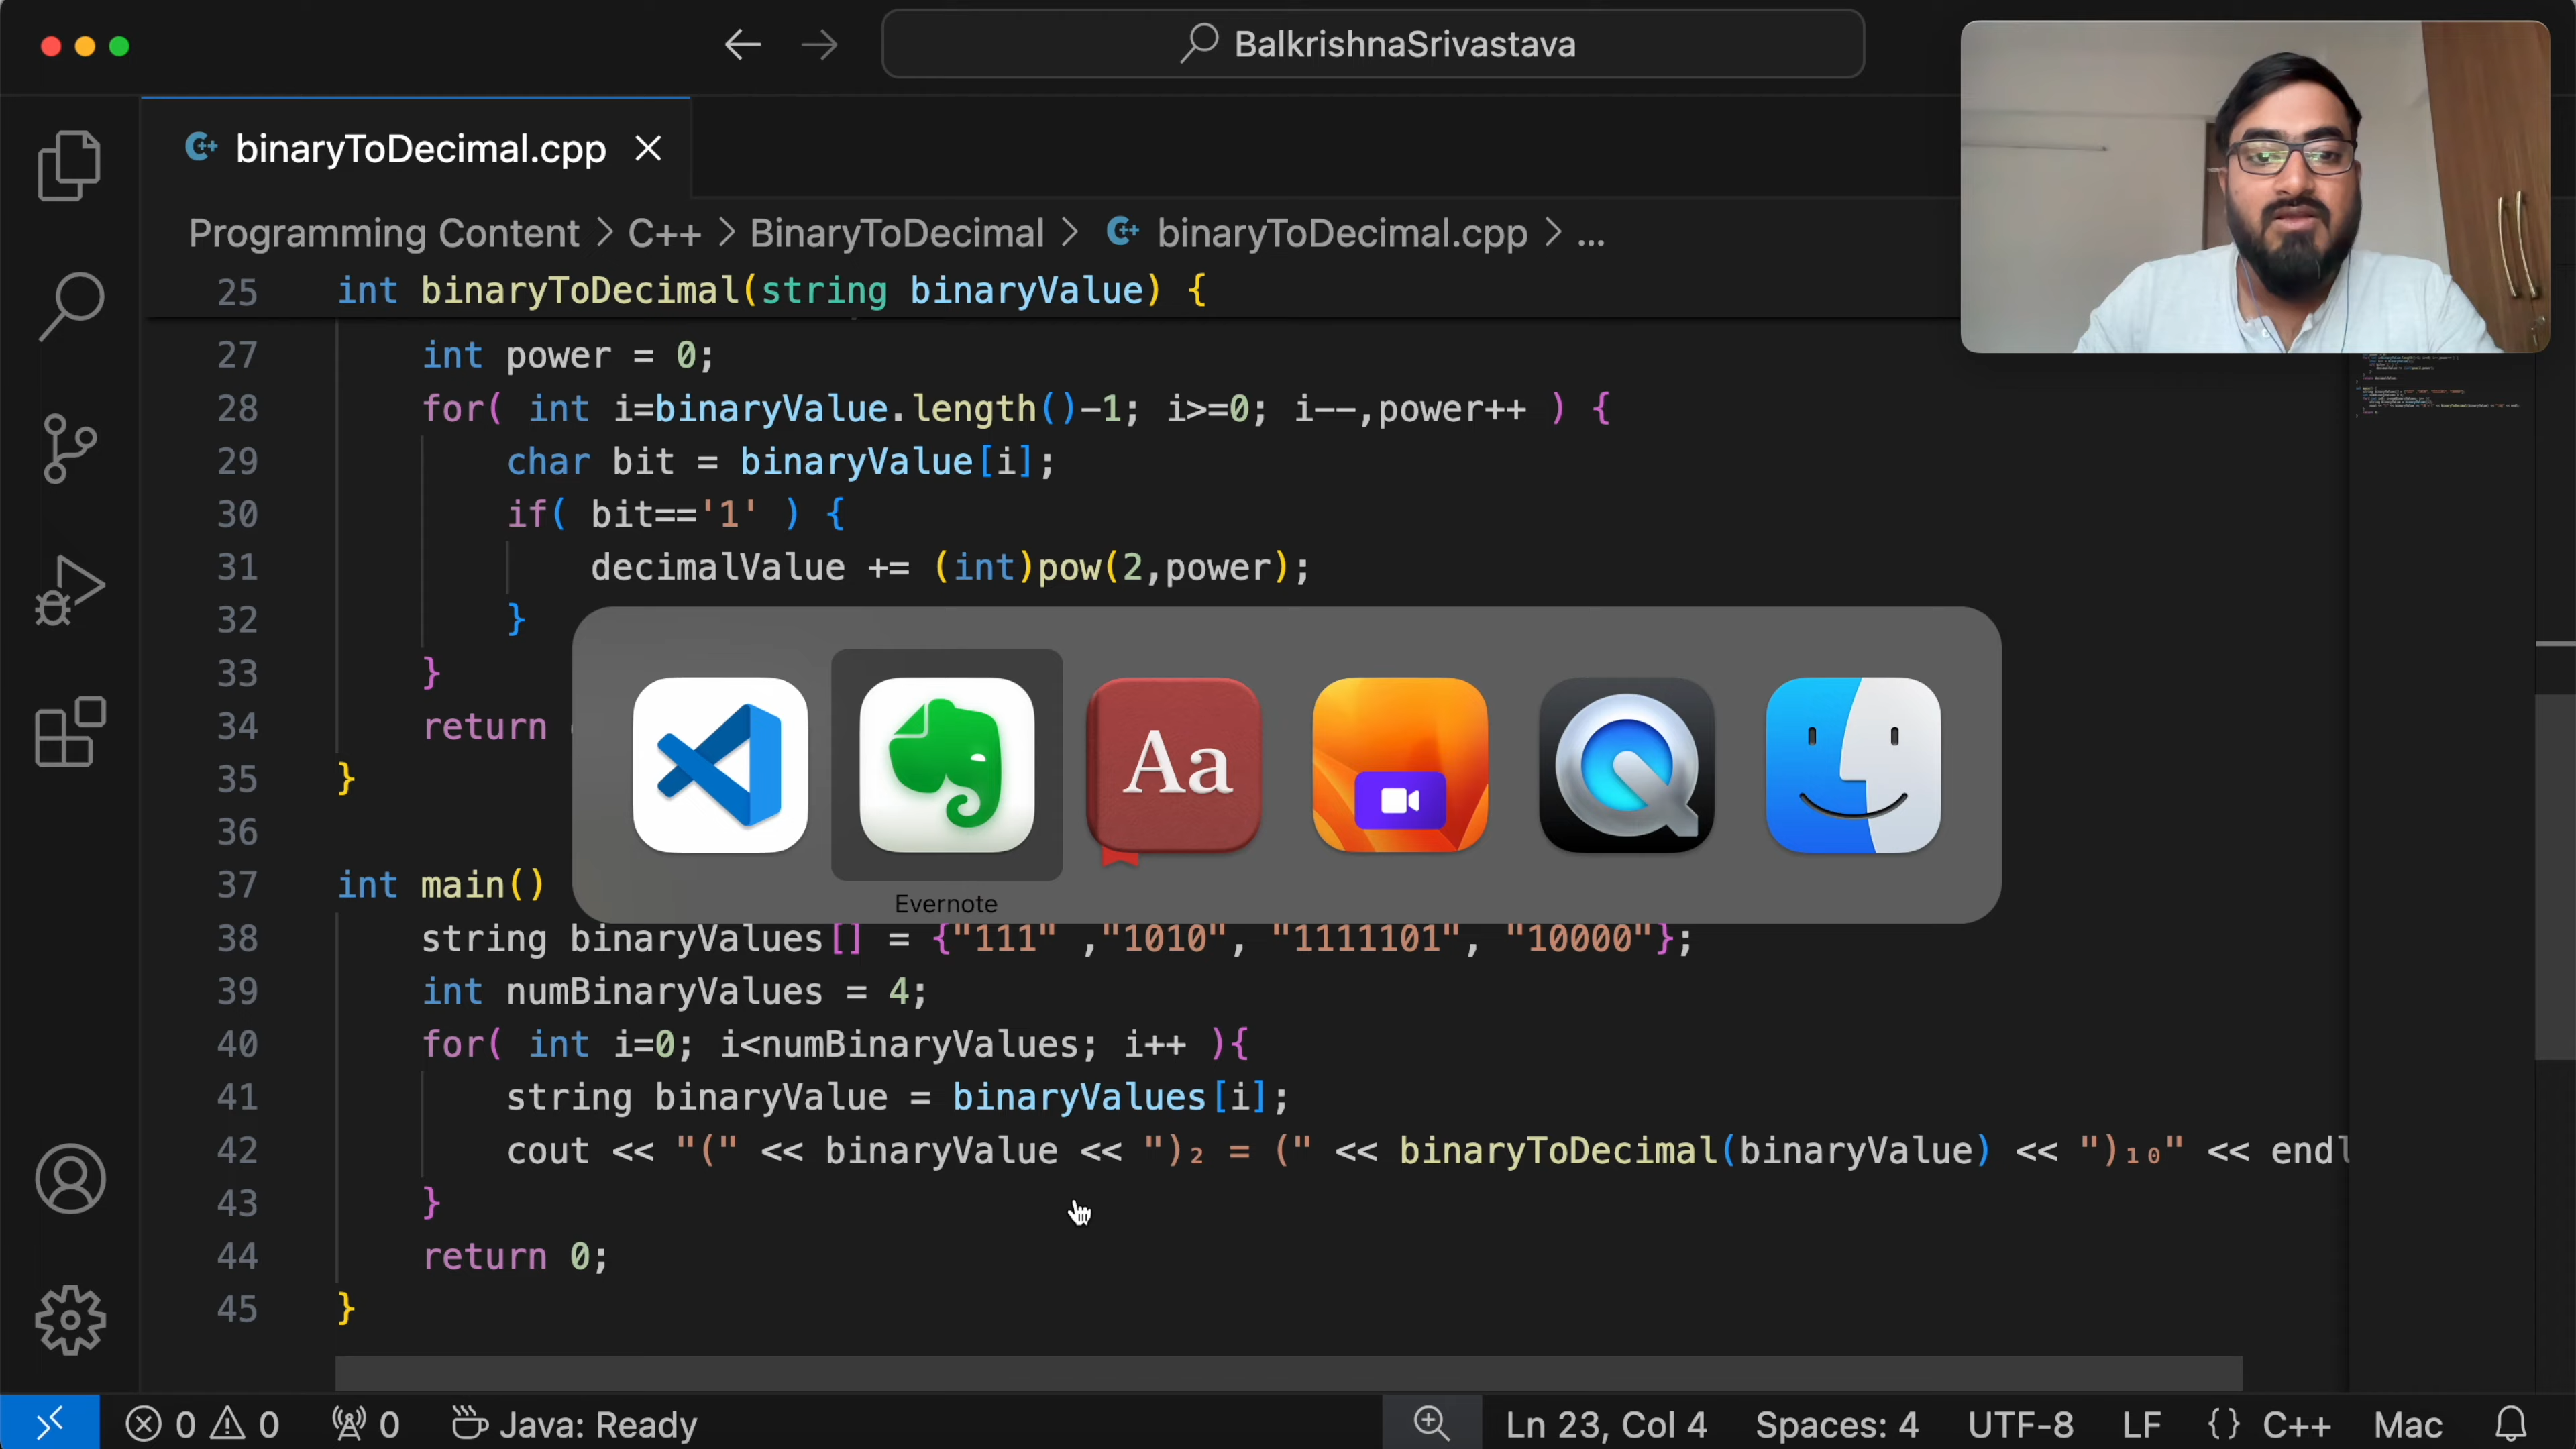 BalkrishnaSrivastava
binaryToDecimal.cpp
Programming Content > C++ > BinaryToDecimal > binaryToDecimal.cpp > ...
25 int binaryToDecimal(string binaryValue) {
27 int power = 0;
28 for( int i=binaryValue.length()-1; i>=0; i--,power++ ) {
29 char bit = binaryValue[i];
30 if( bit=='1' ) {
31 decimalValue += (int)pow(2,power);
32 }
33 }
34 return
35 }
36
37 int main()
Aa
Evernote
38 string binaryValues[] = {"111" ,"1010", "1111101", "10000"};
39 int numBinaryValues = 4;
40 for( int i=0; i<numBinaryValues; i++ ){
41 string binaryValue = binaryValues[i];
42 cout << "(" << binaryValue << ")₂ = (" << binaryToDecimal(binaryValue) << ")₁₀" << endl
43 }
44 return 0;
45 }
0 0 0 Java: Ready Ln 23, Col 4 Spaces: 4 UTF-8 LF {} C++ Mac